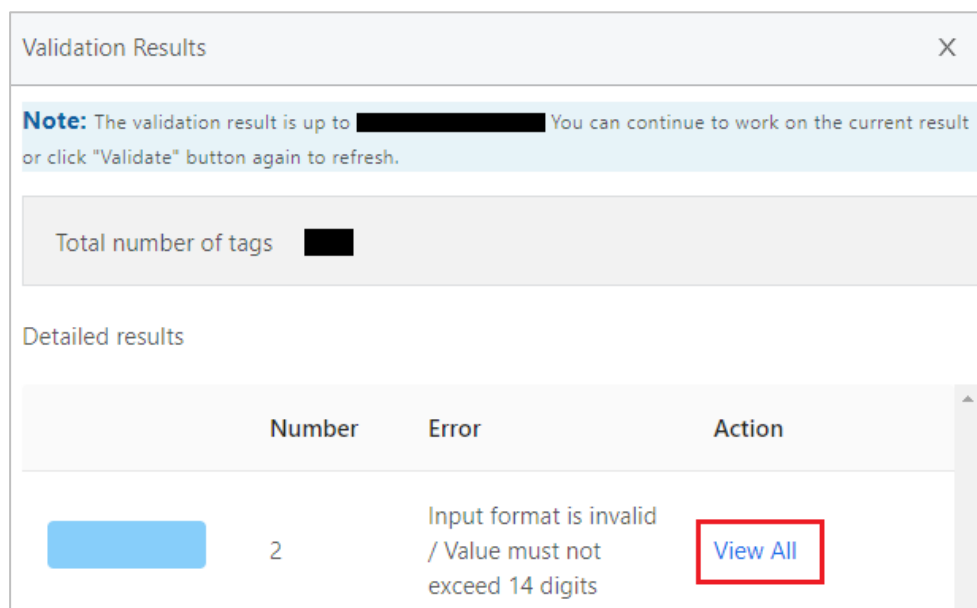 Validation Results X
Note: The validation result is up to You can continue to work on the current result
or click "Validate" button again to refresh.
Total number of tags
Detailed results
Number Error Action
2 Input format is invalid / Value must not exceed 14 digits View All